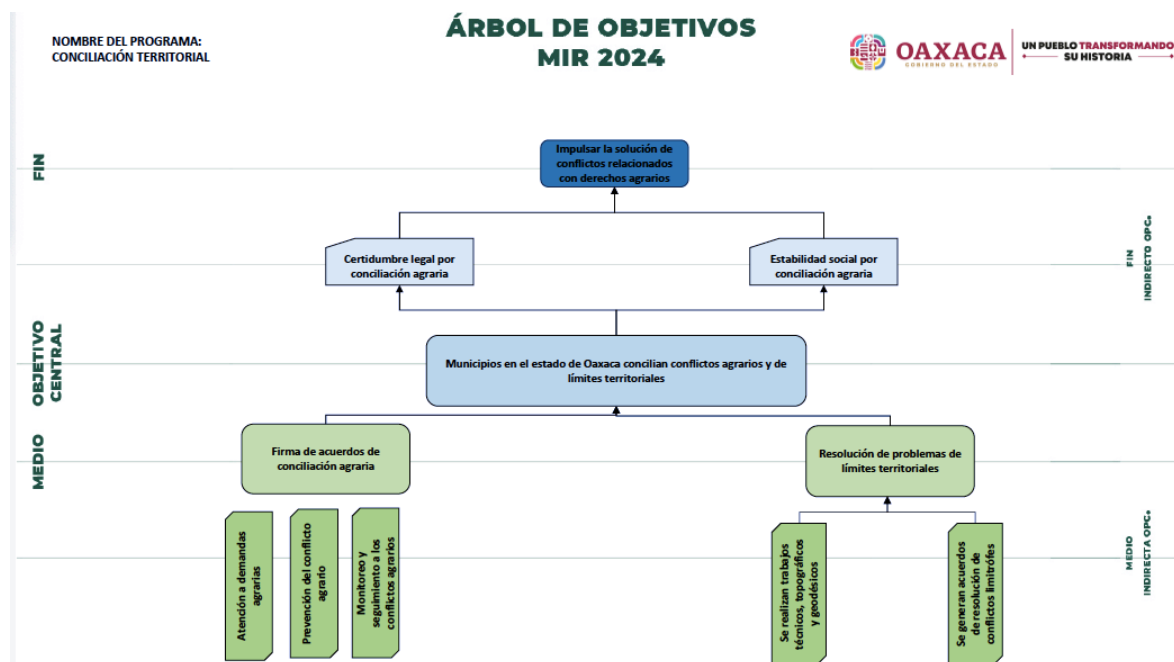 ÁRBOL DE OBJETIVOS
MIR 2024
NOMBRE DEL PROGRAMA:
CONCILIACIÓN TERRITORIAL
OAXACA
GOBIERNO DEL ESTADO
UN PUEBLO TRANSFORMANDO
SU HISTORIA
FIN
Impulsar la solución de
conflictos relacionados
con derechos agrarios
Certidumbre legal por
conciliación agraria
Estabilidad social por
conciliación agraria
FIN
INDIRECTO OPC.
OBJETIVO
CENTRAL
Municipios en el estado de Oaxaca concilian conflictos agrarios y de
límites territoriales
MEDIO
Firma de acuerdos de
conciliación agraria
Resolución de problemas de
límites territoriales
Atención a demandas
agrarias
Prevención del conflicto
agrario
Monitoreo y
seguimiento a los
conflictos agrarios
Se realizan trabajos
técnicos, topográficos
y geodésicos
Se generan acuerdos
de resolución de
conflictos limitrófes
MEDIO
INDIRECTA OPC.